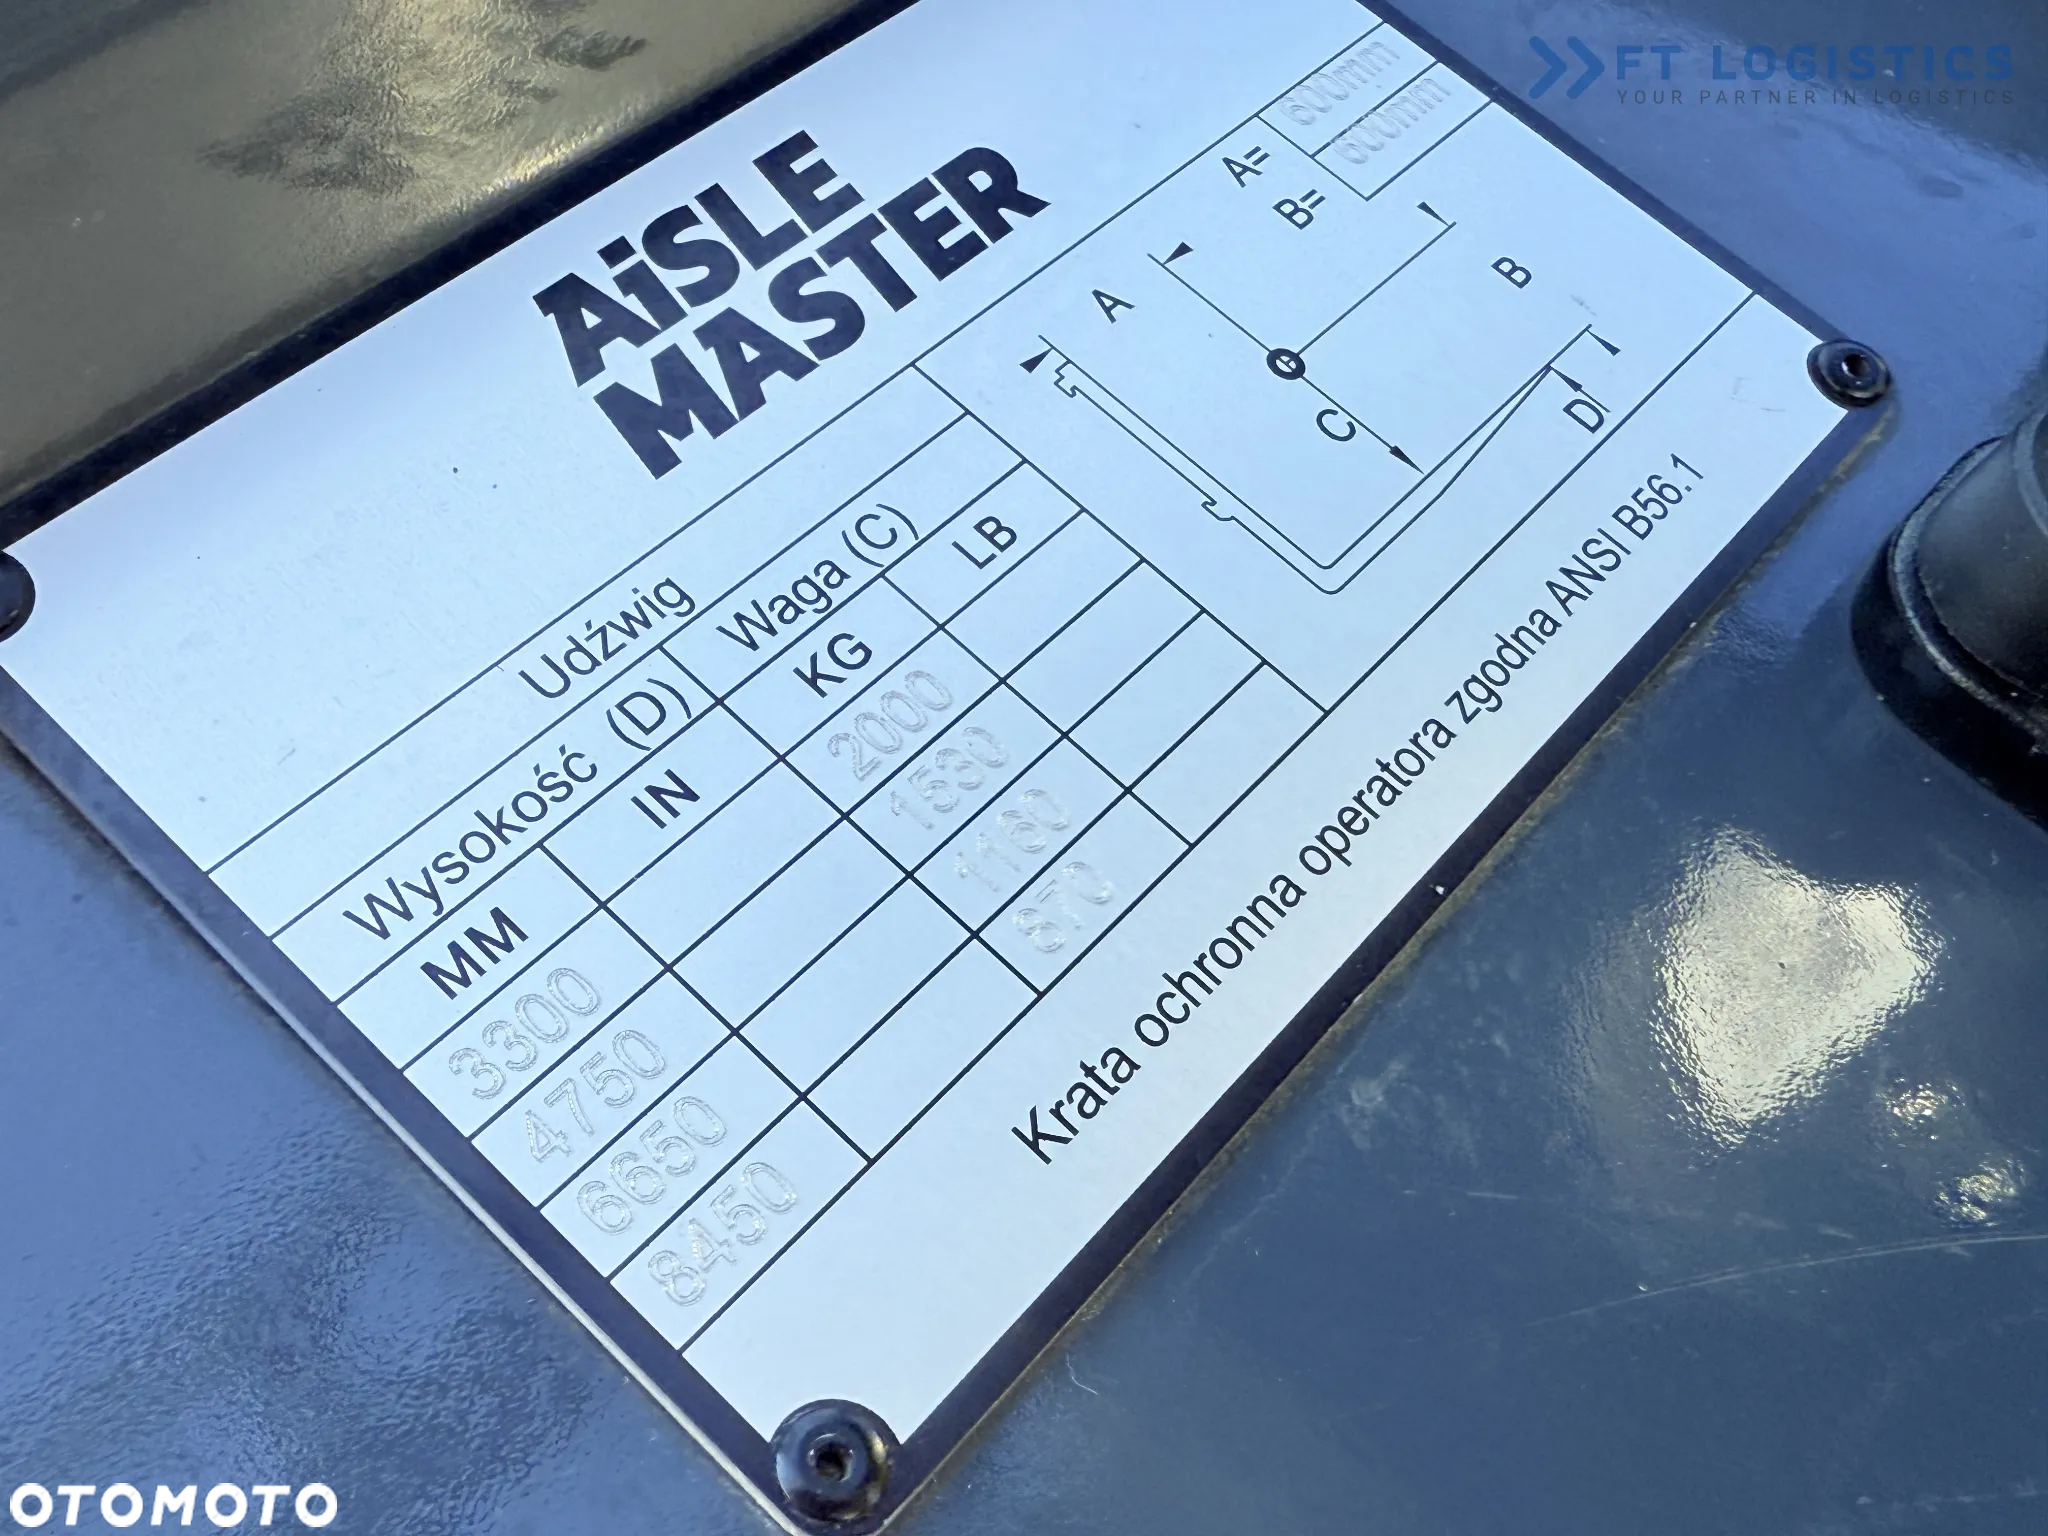 FT LOGISTICS
YOUR PARTNER IN LOGISTICS
AiSLE
MASTER
A= 600mm
B= 600mm
A
B
C
D
Udźwig
Wysokość (D) Waga (C)
MM IN KG LB
3300 2000
4750 1530
6650 1160
8450 870
Krata ochronna operatora zgodna ANSI B56.1
OTOMOTO